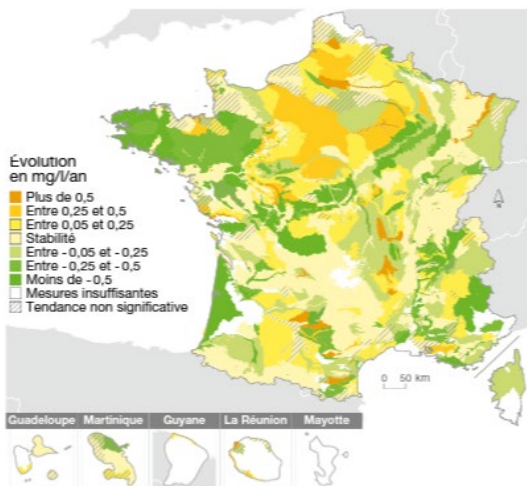 Évolution
en mg/l/an
Plus de 0,5
Entre 0,25 et 0,5
Entre 0,05 et 0,25
Stabilité
Entre - 0,05 et - 0,25
Entre - 0,25 et - 0,5
Moins de - 0,5
Mesures insuffisantes
Tendance non significative
N
0 50 km
Guadeloupe Martinique Guyane La Réunion Mayotte